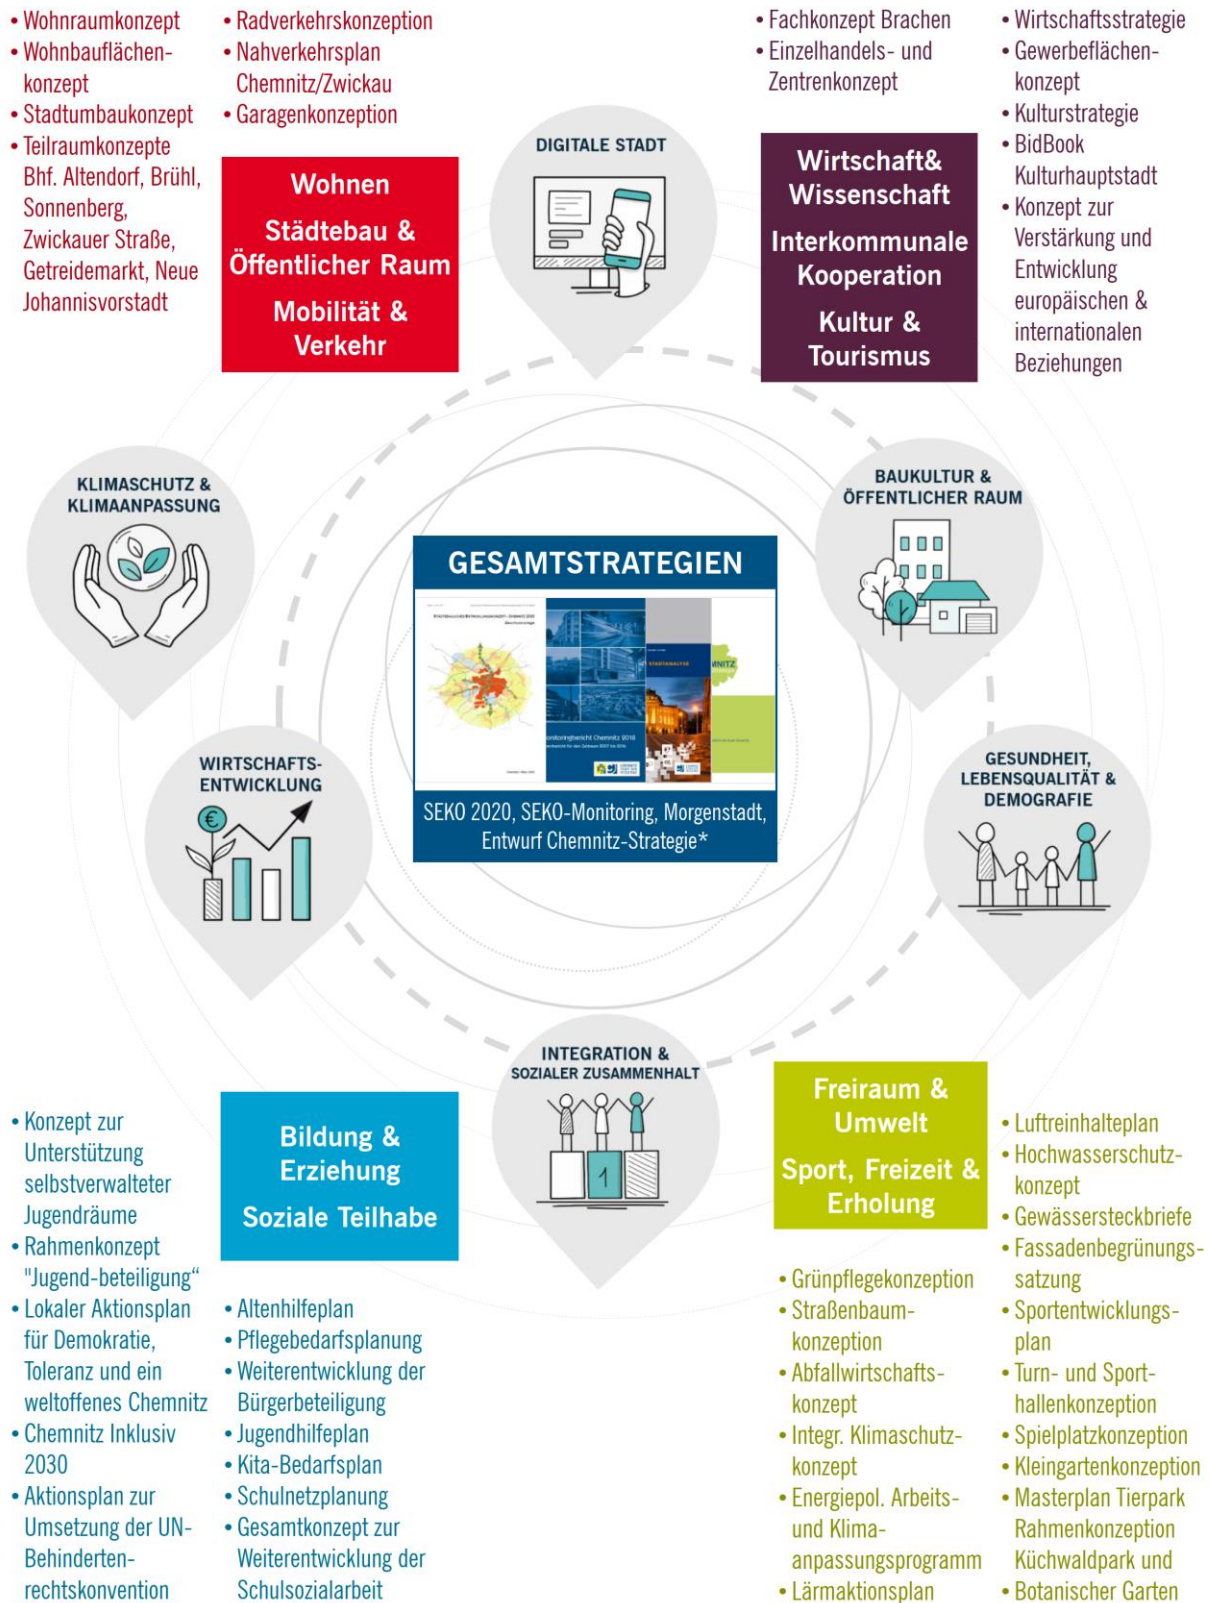 • Wohnraumkonzept
• Wohnbauflächen-
konzept
• Stadtumbaukonzept
• Teilraumkonzepte
Bhf. Altendorf, Brühl,
Sonnenberg,
Zwickauer Straße,
Getreidemarkt, Neue
Johannisvorstadt
• Radverkehrskonzeption
• Nahverkehrsplan
Chemnitz/Zwickau
• Garagenkonzeption
Wohnen
Städtebau &
Öffentlicher Raum
Mobilität &
Verkehr
DIGITALE STADT
• Fachkonzept Brachen
• Einzelhandels- und
Zentrenkonzept
Wirtschaft&
Wissenschaft
Interkommunale
Kooperation
Kultur &
Tourismus
• Wirtschaftsstrategie
• Gewerbeflächen-
konzept
• Kulturstrategie
• BidBook
Kulturhauptstadt
• Konzept zur
Verstärkung und
Entwicklung
europäischen &
internationalen
Beziehungen
KLIMASCHUTZ &
KLIMAANPASSUNG
BAUKULTUR &
ÖFFENTLICHER RAUM
GESAMTSTRATEGIEN
STARTANALYSE
MNITZ
onitoringbericht Chemnitz 2018
SEKO 2020, SEKO-Monitoring, Morgenstadt,
Entwurf Chemnitz-Strategie*
WIRTSCHAFTS-
ENTWICKLUNG
€
GESUNDHEIT,
LEBENSQUALITÄT &
DEMOGRAFIE
INTEGRATION &
SOZIALER ZUSAMMENHALT
1
• Konzept zur
Unterstützung
selbstverwalteter
Jugendräume
• Rahmenkonzept
"Jugend-beteiligung“
• Lokaler Aktionsplan
für Demokratie,
Toleranz und ein
weltoffenes Chemnitz
• Chemnitz Inklusiv
2030
• Aktionsplan zur
Umsetzung der UN-
Behinderten-
rechtskonvention
Bildung &
Erziehung
Soziale Teilhabe
• Altenhilfeplan
• Pflegebedarfsplanung
• Weiterentwicklung der
Bürgerbeteiligung
• Jugendhilfeplan
• Kita-Bedarfsplan
• Schulnetzplanung
• Gesamtkonzept zur
Weiterentwicklung der
Schulsozialarbeit
Freiraum &
Umwelt
Sport, Freizeit &
Erholung
• Grünpflegekonzeption
• Straßenbaum-
konzeption
• Abfallwirtschafts-
konzept
• Integr. Klimaschutz-
konzept
• Energiepol. Arbeits-
und Klima-
anpassungsprogramm
• Lärmaktionsplan
• Luftreinhalteplan
• Hochwasserschutz-
konzept
• Gewässersteckbriefe
• Fassadenbegrünungs-
satzung
• Sportentwicklungs-
plan
• Turn- und Sport-
hallenkonzeption
• Spielplatzkonzeption
• Kleingartenkonzeption
• Masterplan Tierpark
Rahmenkonzeption
Küchwaldpark und
• Botanischer Garten